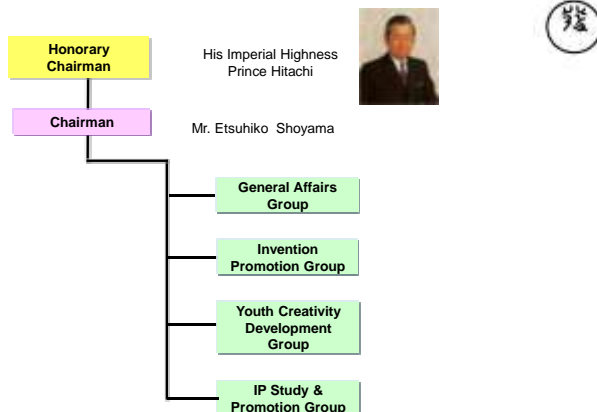 Honorary
Chairman
His Imperial Highness
Prince Hitachi
Chairman
Mr. Etsuhiko Shoyama
General Affairs
Group
Invention
Promotion Group
Youth Creativity
Development
Group
IP Study &
Promotion Group